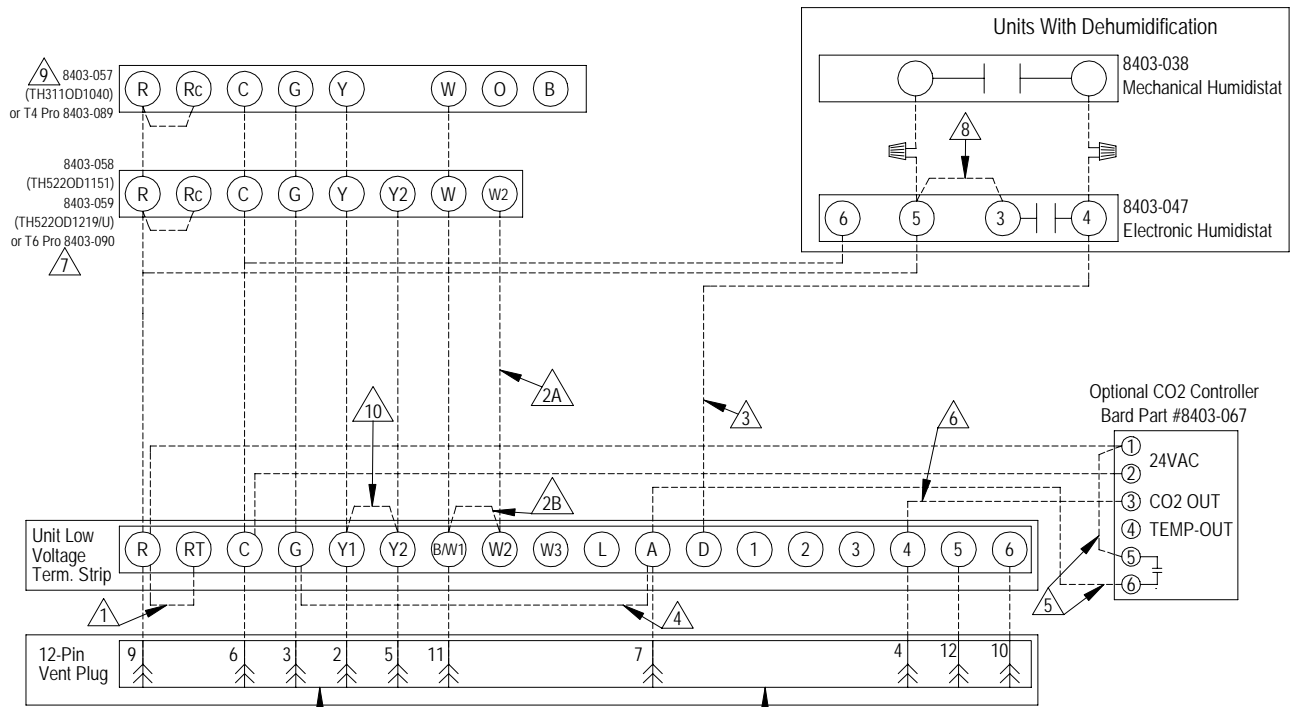 Units With Dehumidification
8403-038
Mechanical Humidistat
9 8403-057
(TH311OD1040)
or T4 Pro 8403-089
R Rc C G Y W O B
8
8403-058
(TH522OD1151)
8403-059
(TH522OD1219/U)
or T6 Pro 8403-090
7
R Rc C G Y Y2 W W2
6 5 3 4
8403-047
Electronic Humidistat
2A
10
3
6
Optional CO2 Controller
Bard Part #8403-067
1
24VAC
2
3 CO2 OUT
4 TEMP-OUT
5
6
2B
5
Unit Low
Voltage
Term. Strip
R RT C G Y1 Y2 B/W1 W2 W3 L A D 1 2 3 4 5 6
1
4
12-Pin
Vent Plug
9 6 3 2 5 11 7 4 12 10